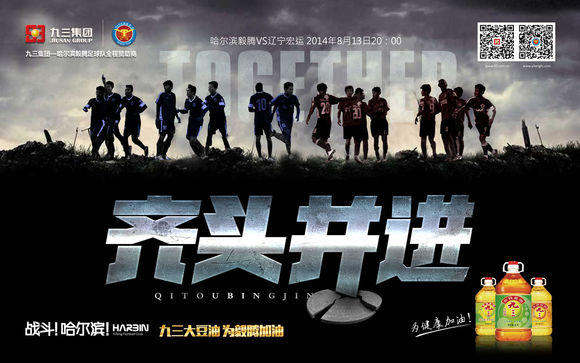 九三集团
JIUSAN GROUP
九三集团—哈尔滨毅腾足球队全程赞助商
哈尔滨毅腾VS辽宁宏运 2014年8月13日20:00
TOGETHER
齐头并进
QITOUBINGJIN
战斗!哈尔滨! HARBIN
九三大豆油 为毅腾加油
为健康加油!